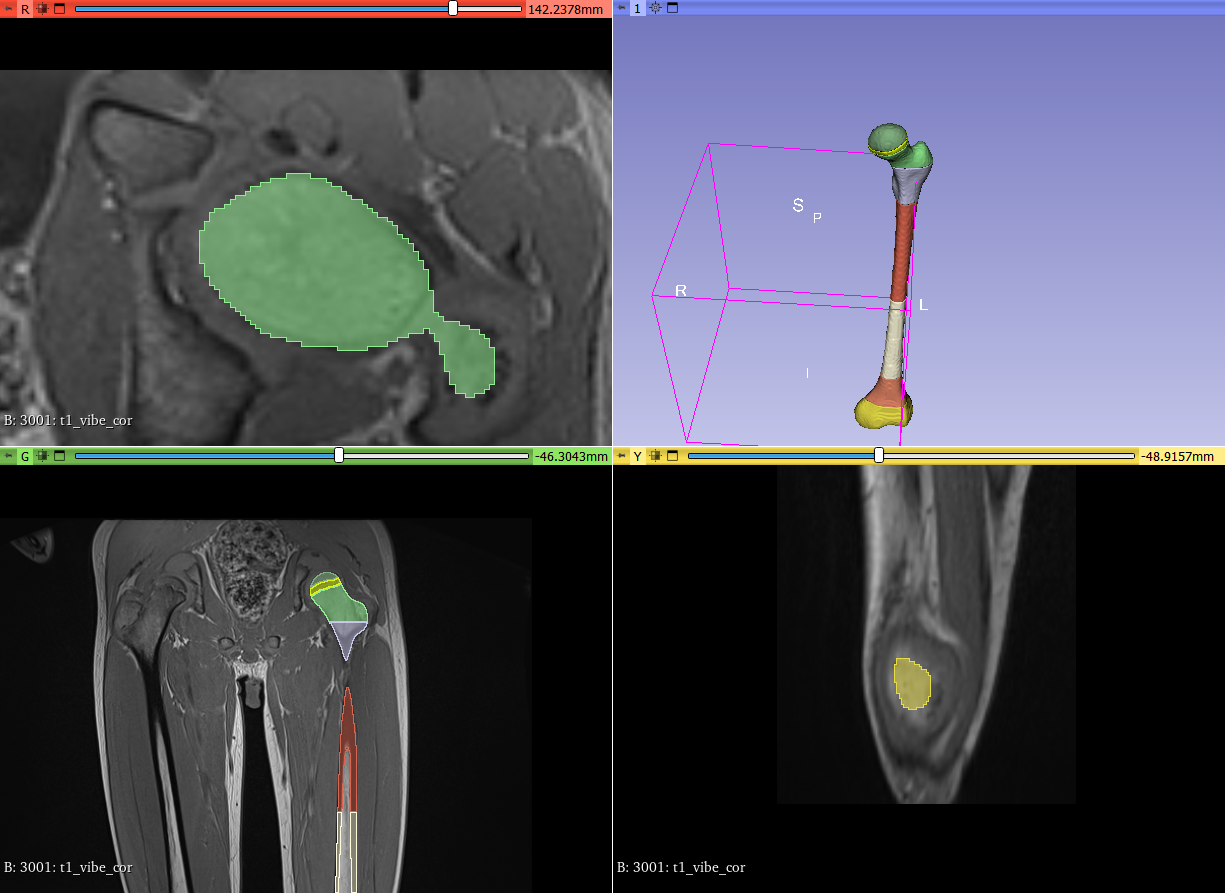 R 142.2378mm
1
B: 3001: t1_vibe_cor
S
P
R
L
I
G -46.3043mm
Y -48.9157mm
B: 3001: t1_vibe_cor
B: 3001: t1_vibe_cor